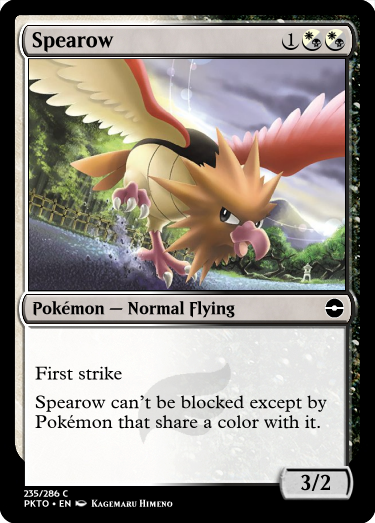 Spearow 1
Pokémon — Normal Flying
First strike
Spearow can't be blocked except by
Pokémon that share a color with it.
3/2
235/286 C
PKTO • EN Kagemaru Himeno